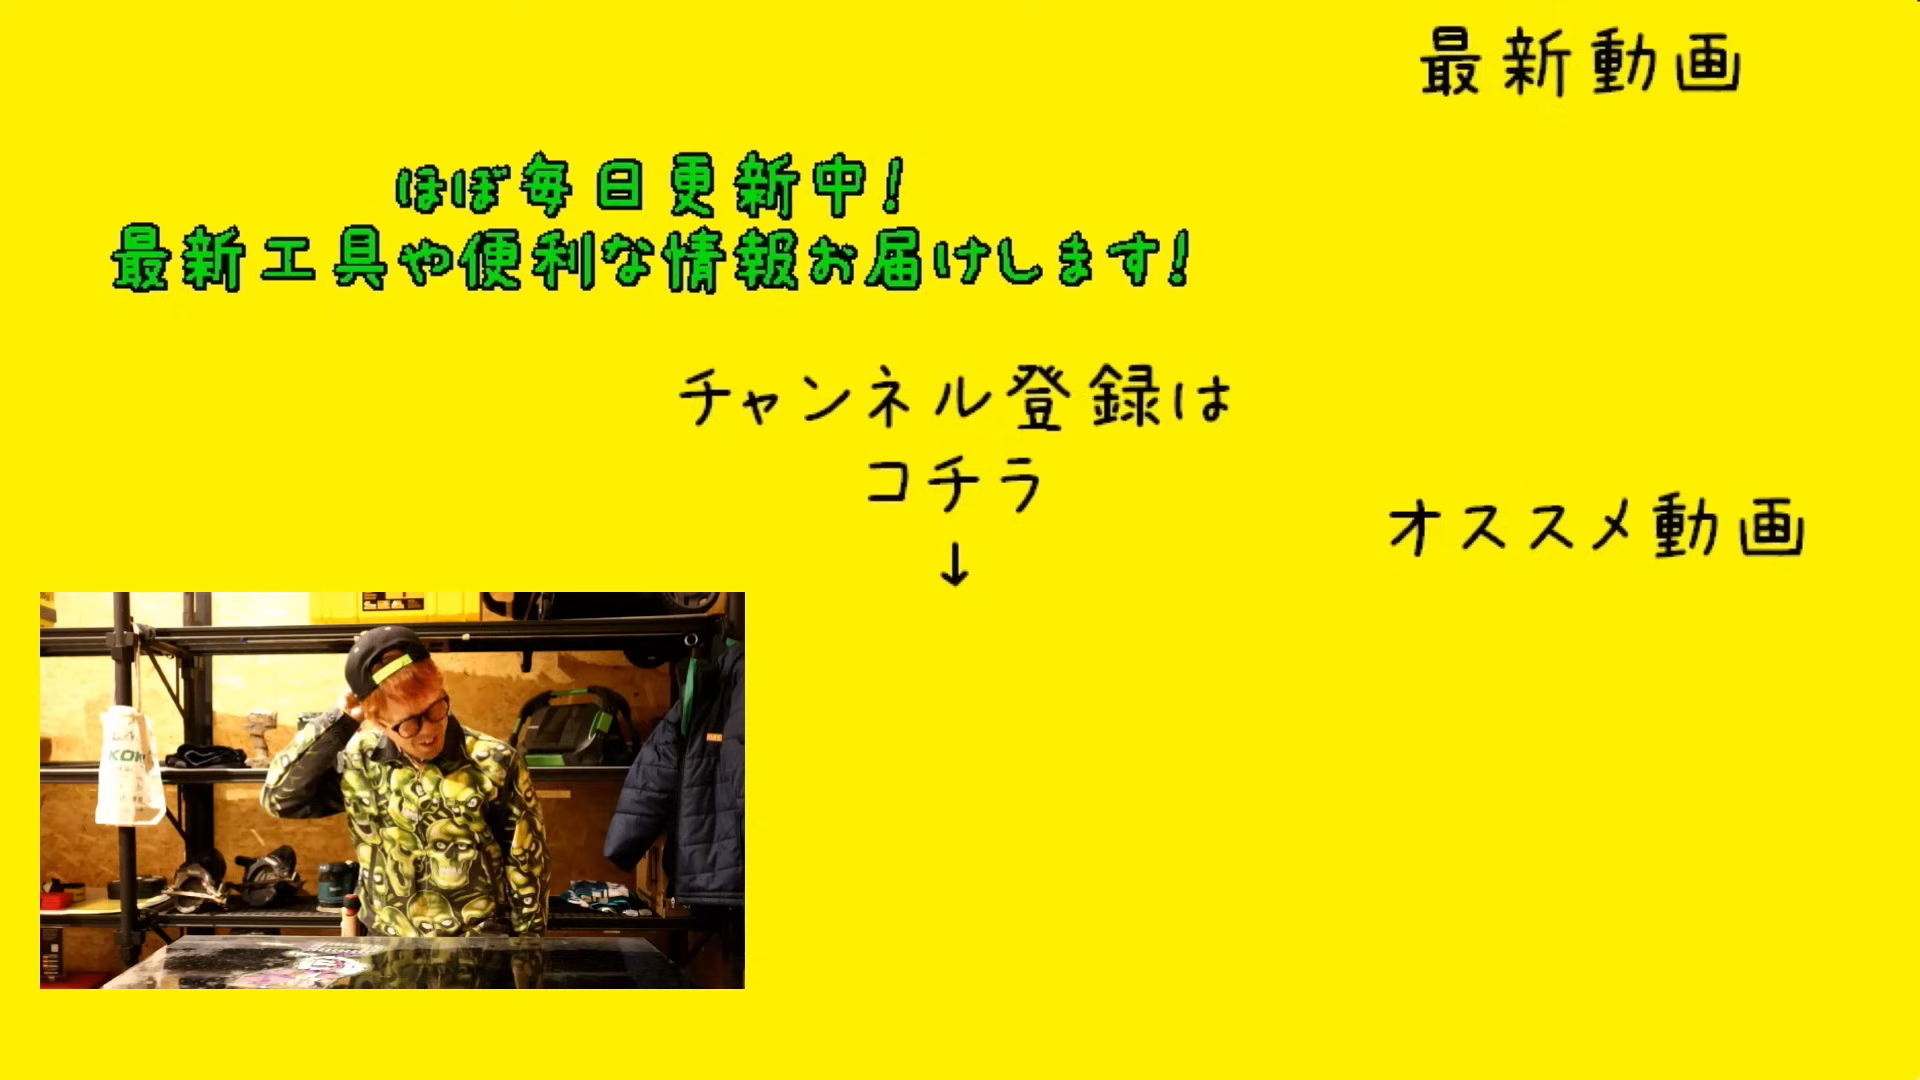 最新動画
ほぼ毎日更新中!
最新工具や便利な情報お届けします!
チャンネル登録は
コチラ
↓
オススメ動画